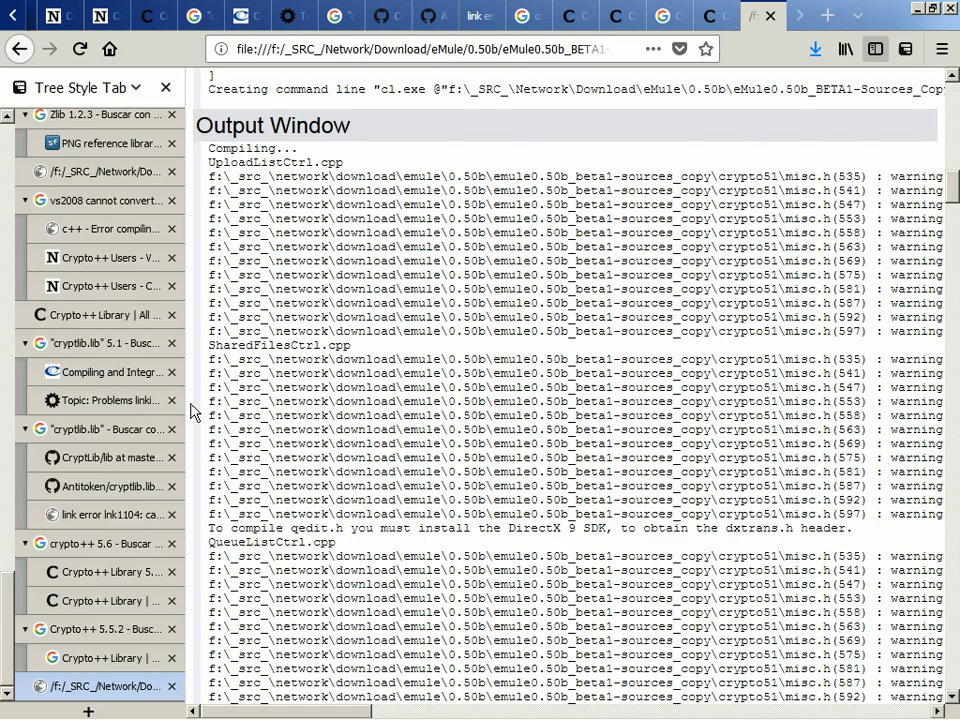 link en
/f:
file:///f:/_SRC_/Network/Download/eMule/0.50b/eMule0.50b_BETA1-
Tree Style Tab
Zlib 1.2.3 - Buscar con ...
PNG reference librar...
/f:/_SRC_/Network/Do...
vs2008 cannot convert...
c++ - Error compilin...
Crypto++ Users - V...
Crypto++ Users - C...
Crypto++ Library | All ...
"cryptlib.lib" 5.1 - Busc...
Compiling and Integr...
Topic: Problems linki...
"cryptlib.lib" - Buscar co...
CryptLib/lib at maste...
Antitoken/cryptlib.lib...
link error lnk1104: ca...
crypto++ 5.6 - Buscar ...
Crypto++ Library 5....
Crypto++ Library | ...
Crypto++ 5.5.2 - Busc...
Crypto++ Library | ...
/f:/_SRC_/Network/Do...
]
Creating command line "cl.exe @"f:\_SRC_\Network\Download\eMule\0.50b\eMule0.50b_BETA1-Sources_Cop
Output Window
Compiling...
UploadListCtrl.cpp
f:\_src_\network\download\emule\0.50b\emule0.50b_beta1-sources_copy\crypto51\misc.h(535) : warning
f:\_src_\network\download\emule\0.50b\emule0.50b_beta1-sources_copy\crypto51\misc.h(541) : warning
f:\_src_\network\download\emule\0.50b\emule0.50b_beta1-sources_copy\crypto51\misc.h(547) : warning
f:\_src_\network\download\emule\0.50b\emule0.50b_beta1-sources_copy\crypto51\misc.h(553) : warning
f:\_src_\network\download\emule\0.50b\emule0.50b_beta1-sources_copy\crypto51\misc.h(558) : warning
f:\_src_\network\download\emule\0.50b\emule0.50b_beta1-sources_copy\crypto51\misc.h(563) : warning
f:\_src_\network\download\emule\0.50b\emule0.50b_beta1-sources_copy\crypto51\misc.h(569) : warning
f:\_src_\network\download\emule\0.50b\emule0.50b_beta1-sources_copy\crypto51\misc.h(575) : warning
f:\_src_\network\download\emule\0.50b\emule0.50b_beta1-sources_copy\crypto51\misc.h(581) : warning
f:\_src_\network\download\emule\0.50b\emule0.50b_beta1-sources_copy\crypto51\misc.h(587) : warning
f:\_src_\network\download\emule\0.50b\emule0.50b_beta1-sources_copy\crypto51\misc.h(592) : warning
f:\_src_\network\download\emule\0.50b\emule0.50b_beta1-sources_copy\crypto51\misc.h(597) : warning
SharedFilesCtrl.cpp
f:\_src_\network\download\emule\0.50b\emule0.50b_beta1-sources_copy\crypto51\misc.h(535) : warning
f:\_src_\network\download\emule\0.50b\emule0.50b_beta1-sources_copy\crypto51\misc.h(541) : warning
f:\_src_\network\download\emule\0.50b\emule0.50b_beta1-sources_copy\crypto51\misc.h(547) : warning
f:\_src_\network\download\emule\0.50b\emule0.50b_beta1-sources_copy\crypto51\misc.h(553) : warning
f:\_src_\network\download\emule\0.50b\emule0.50b_beta1-sources_copy\crypto51\misc.h(558) : warning
f:\_src_\network\download\emule\0.50b\emule0.50b_beta1-sources_copy\crypto51\misc.h(563) : warning
f:\_src_\network\download\emule\0.50b\emule0.50b_beta1-sources_copy\crypto51\misc.h(569) : warning
f:\_src_\network\download\emule\0.50b\emule0.50b_beta1-sources_copy\crypto51\misc.h(575) : warning
f:\_src_\network\download\emule\0.50b\emule0.50b_beta1-sources_copy\crypto51\misc.h(581) : warning
f:\_src_\network\download\emule\0.50b\emule0.50b_beta1-sources_copy\crypto51\misc.h(587) : warning
f:\_src_\network\download\emule\0.50b\emule0.50b_beta1-sources_copy\crypto51\misc.h(592) : warning
f:\_src_\network\download\emule\0.50b\emule0.50b_beta1-sources_copy\crypto51\misc.h(597) : warning
To compile qedit.h you must install the DirectX 9 SDK, to obtain the dxtrans.h header.
QueueListCtrl.cpp
f:\_src_\network\download\emule\0.50b\emule0.50b_beta1-sources_copy\crypto51\misc.h(535) : warning
f:\_src_\network\download\emule\0.50b\emule0.50b_beta1-sources_copy\crypto51\misc.h(541) : warning
f:\_src_\network\download\emule\0.50b\emule0.50b_beta1-sources_copy\crypto51\misc.h(547) : warning
f:\_src_\network\download\emule\0.50b\emule0.50b_beta1-sources_copy\crypto51\misc.h(553) : warning
f:\_src_\network\download\emule\0.50b\emule0.50b_beta1-sources_copy\crypto51\misc.h(558) : warning
f:\_src_\network\download\emule\0.50b\emule0.50b_beta1-sources_copy\crypto51\misc.h(563) : warning
f:\_src_\network\download\emule\0.50b\emule0.50b_beta1-sources_copy\crypto51\misc.h(569) : warning
f:\_src_\network\download\emule\0.50b\emule0.50b_beta1-sources_copy\crypto51\misc.h(575) : warning
f:\_src_\network\download\emule\0.50b\emule0.50b_beta1-sources_copy\crypto51\misc.h(581) : warning
f:\_src_\network\download\emule\0.50b\emule0.50b_beta1-sources_copy\crypto51\misc.h(587) : warning
f:\_src_\network\download\emule\0.50b\emule0.50b_beta1-sources_copy\crypto51\misc.h(592) : warning